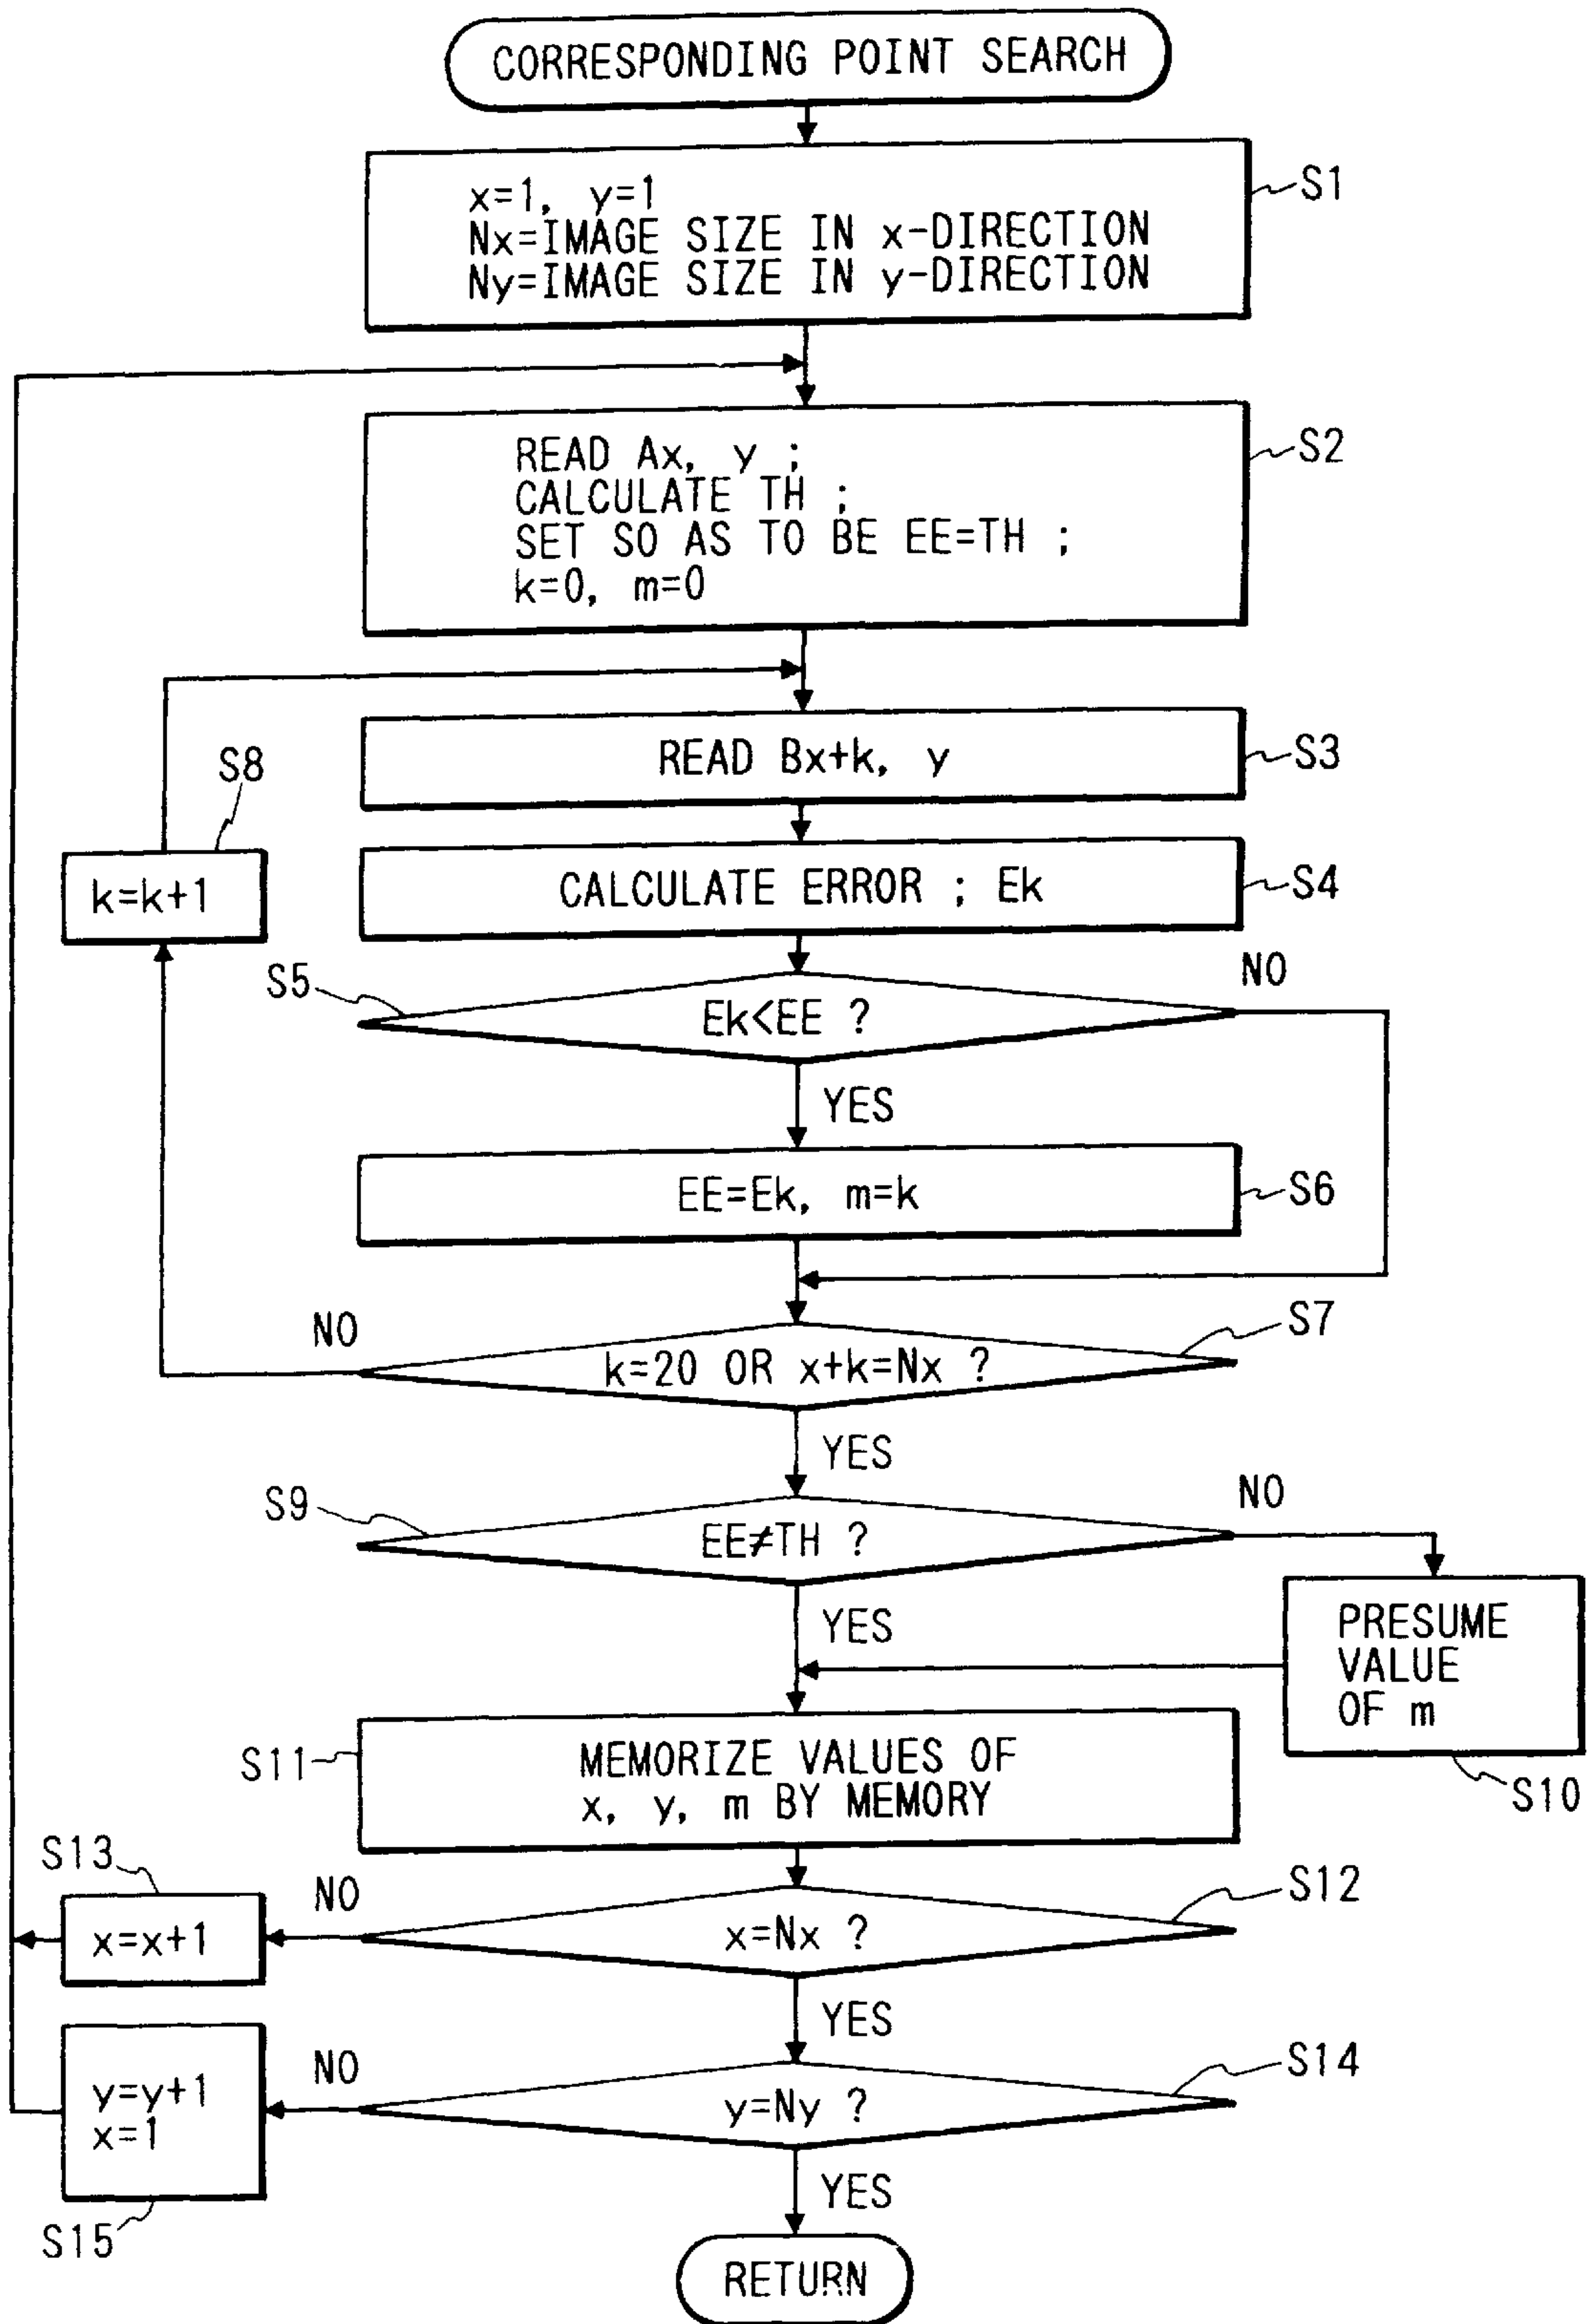 CORRESPONDING POINT SEARCH
x=1, y=1
Nx=IMAGE SIZE IN x-DIRECTION
Ny=IMAGE SIZE IN y-DIRECTION
S1
READ Ax, y ;
CALCULATE TH ;
SET SO AS TO BE EE=TH ;
k=0, m=0
S2
READ Bx+k, y
S3
S8
k=k+1
CALCULATE ERROR ; Ek
S4
S5
Ek<EE ?
NO
YES
EE=Ek, m=k
S6
S7
NO
k=20 OR x+k=Nx ?
YES
S9
EE≠TH ?
NO
YES
PRESUME
VALUE
OF m
S10
S11
MEMORIZE VALUES OF
x, y, m BY MEMORY
S13
x=x+1
NO
x=Nx ?
S12
YES
y=y+1
x=1
S15
NO
y=Ny ?
S14
YES
RETURN